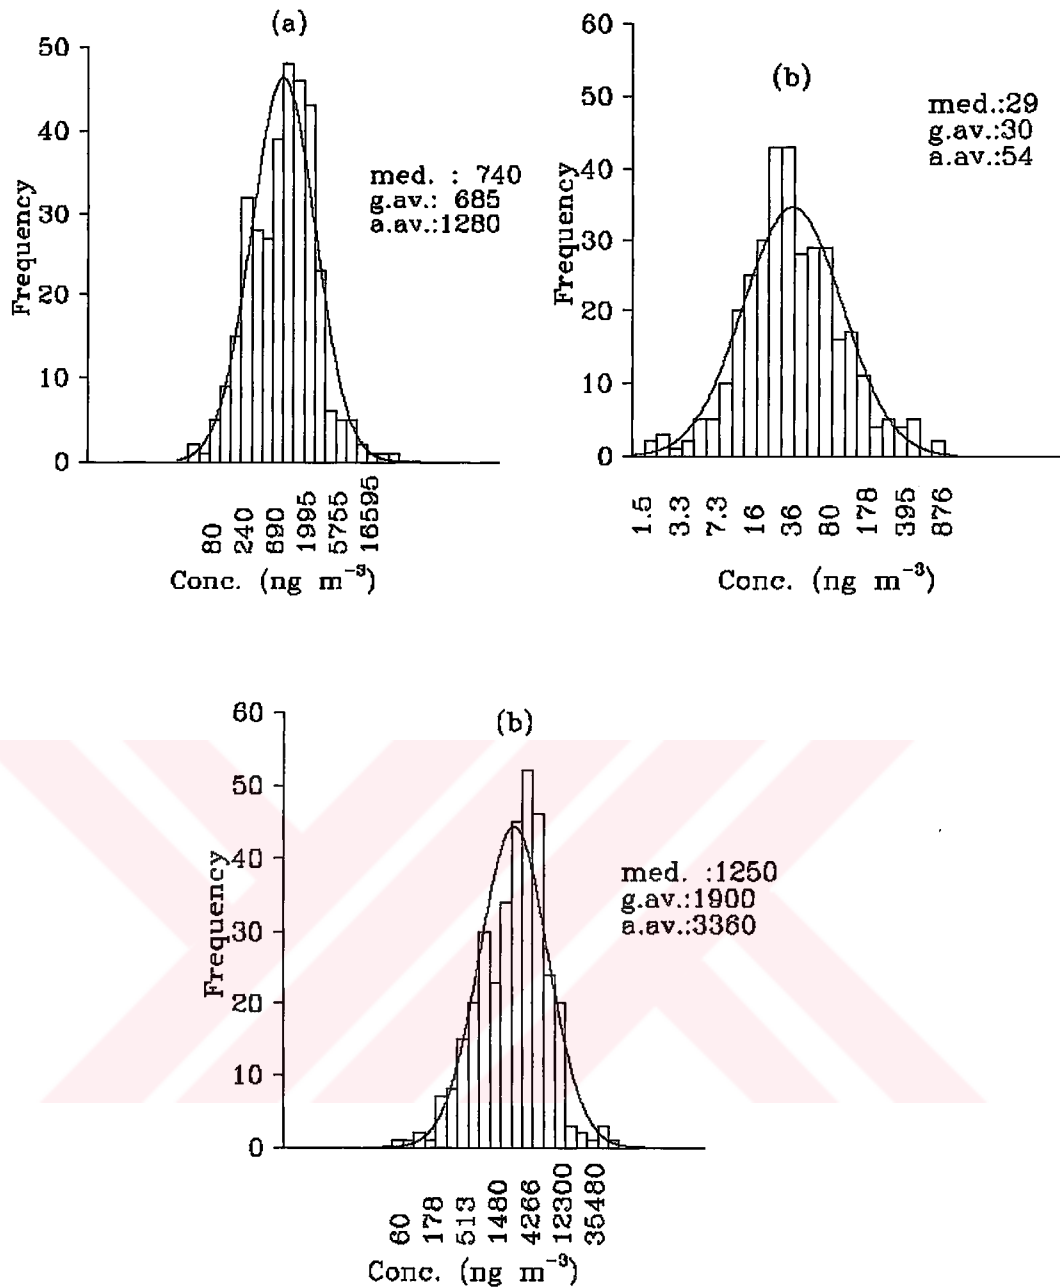 (a)
50
40
30
20
10
0
Frequency
med. : 740
g.av.: 685
a.av.:1280
80
240
690
1995
5755
16595
Conc. (ng m⁻³)
(b)
60
50
40
30
20
10
0
Frequency
med.:29
g.av.:30
a.av.:54
1.5
3.3
7.3
16
36
80
178
395
876
Conc. (ng m⁻³)
(b)
60
50
40
30
20
10
0
Frequency
med. :1250
g.av.:1900
a.av.:3360
60
178
513
1480
4266
12300
35480
Conc. (ng m⁻³)